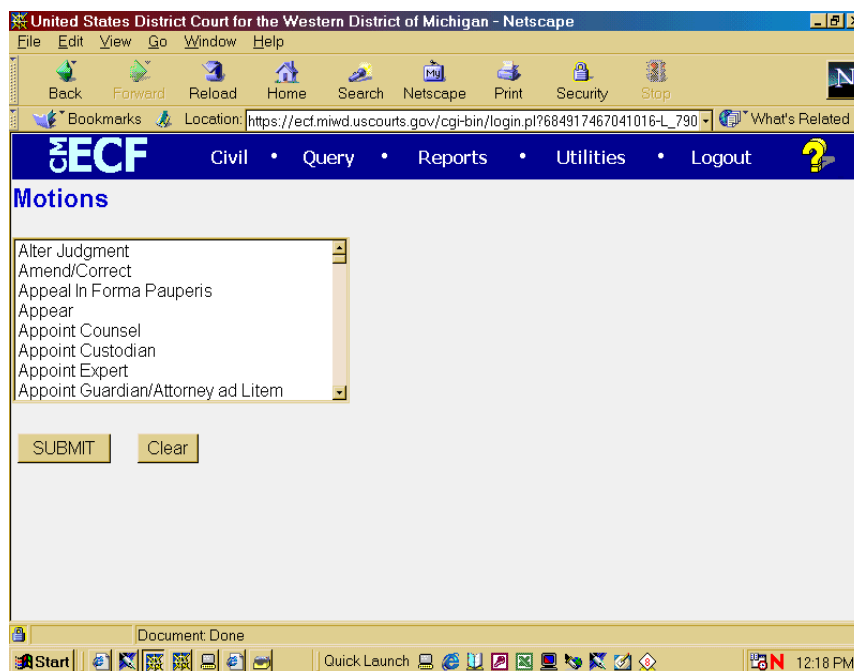 United States District Court for the Western District of Michigan - Netscape
File Edit View Go Window Help
Back Forward Reload Home Search Netscape Print Security Stop
Bookmarks Location: https://ecf.miwd.uscourts.gov/cgi-bin/login.pl?684917467041016-L_790 What's Related
CM ECF Civil • Query • Reports • Utilities • Logout ?
Motions
Alter Judgment
Amend/Correct
Appeal In Forma Pauperis
Appear
Appoint Counsel
Appoint Custodian
Appoint Expert
Appoint Guardian/Attorney ad Litem
SUBMIT Clear
Document: Done
Start Quick Launch 12:18 PM